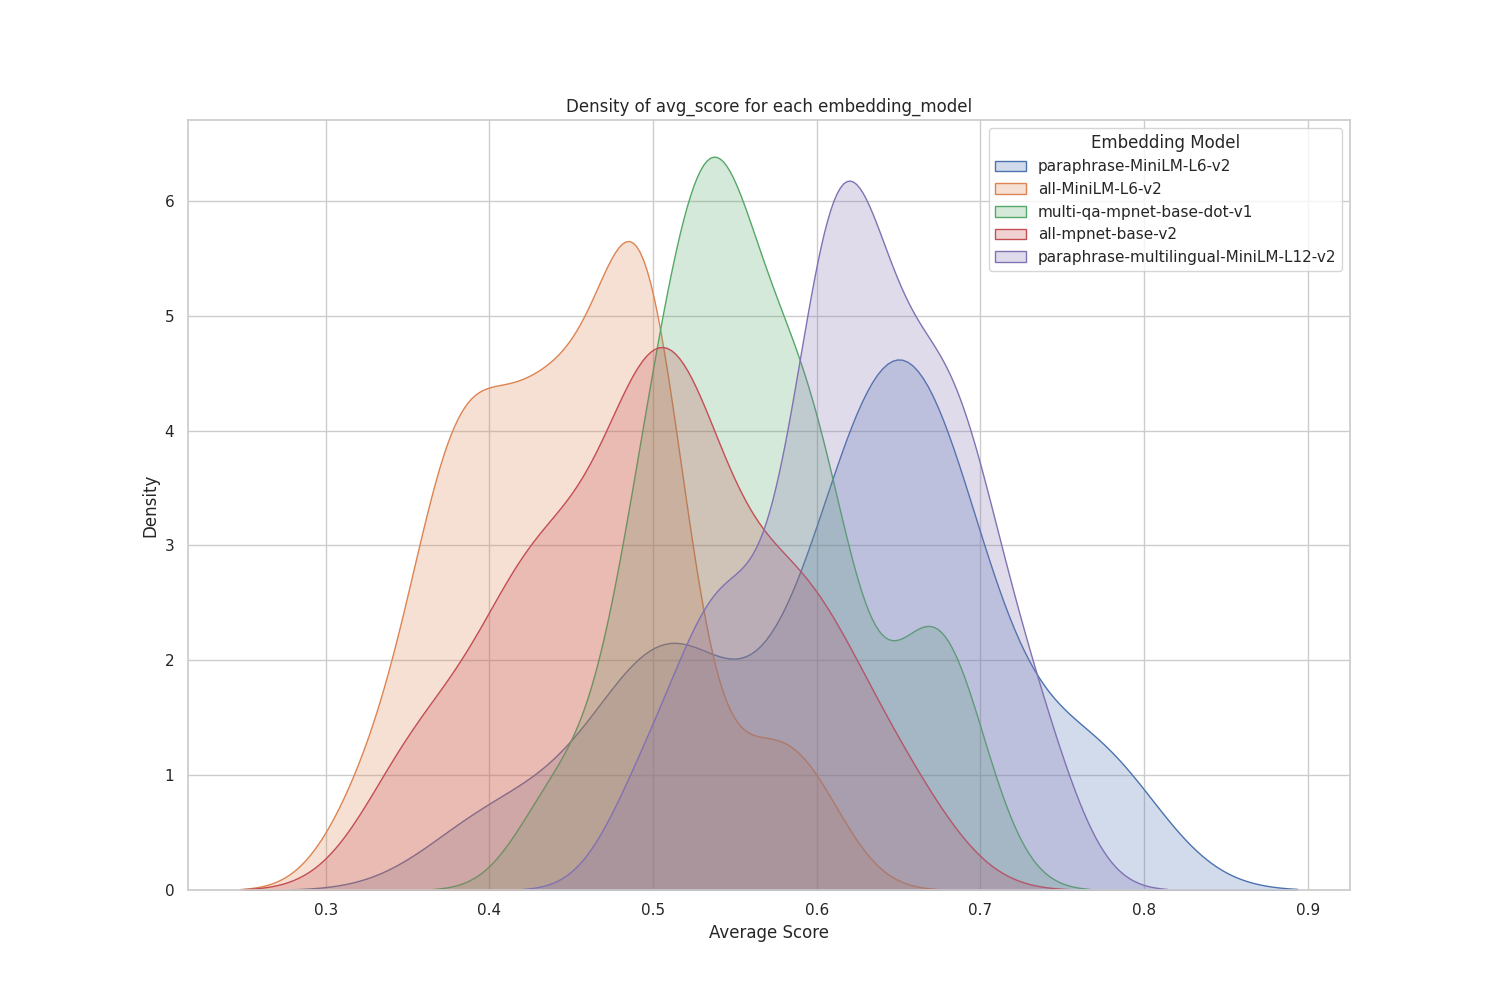 Density of avg_score for each embedding_model
Embedding Model
paraphrase-MiniLM-L6-v2
all-MiniLM-L6-v2
multi-qa-mpnet-base-dot-v1
all-mpnet-base-v2
paraphrase-multilingual-MiniLM-L12-v2
Density
6
5
4
3
2
1
0
0.3 0.4 0.5 0.6 0.7 0.8 0.9
Average Score